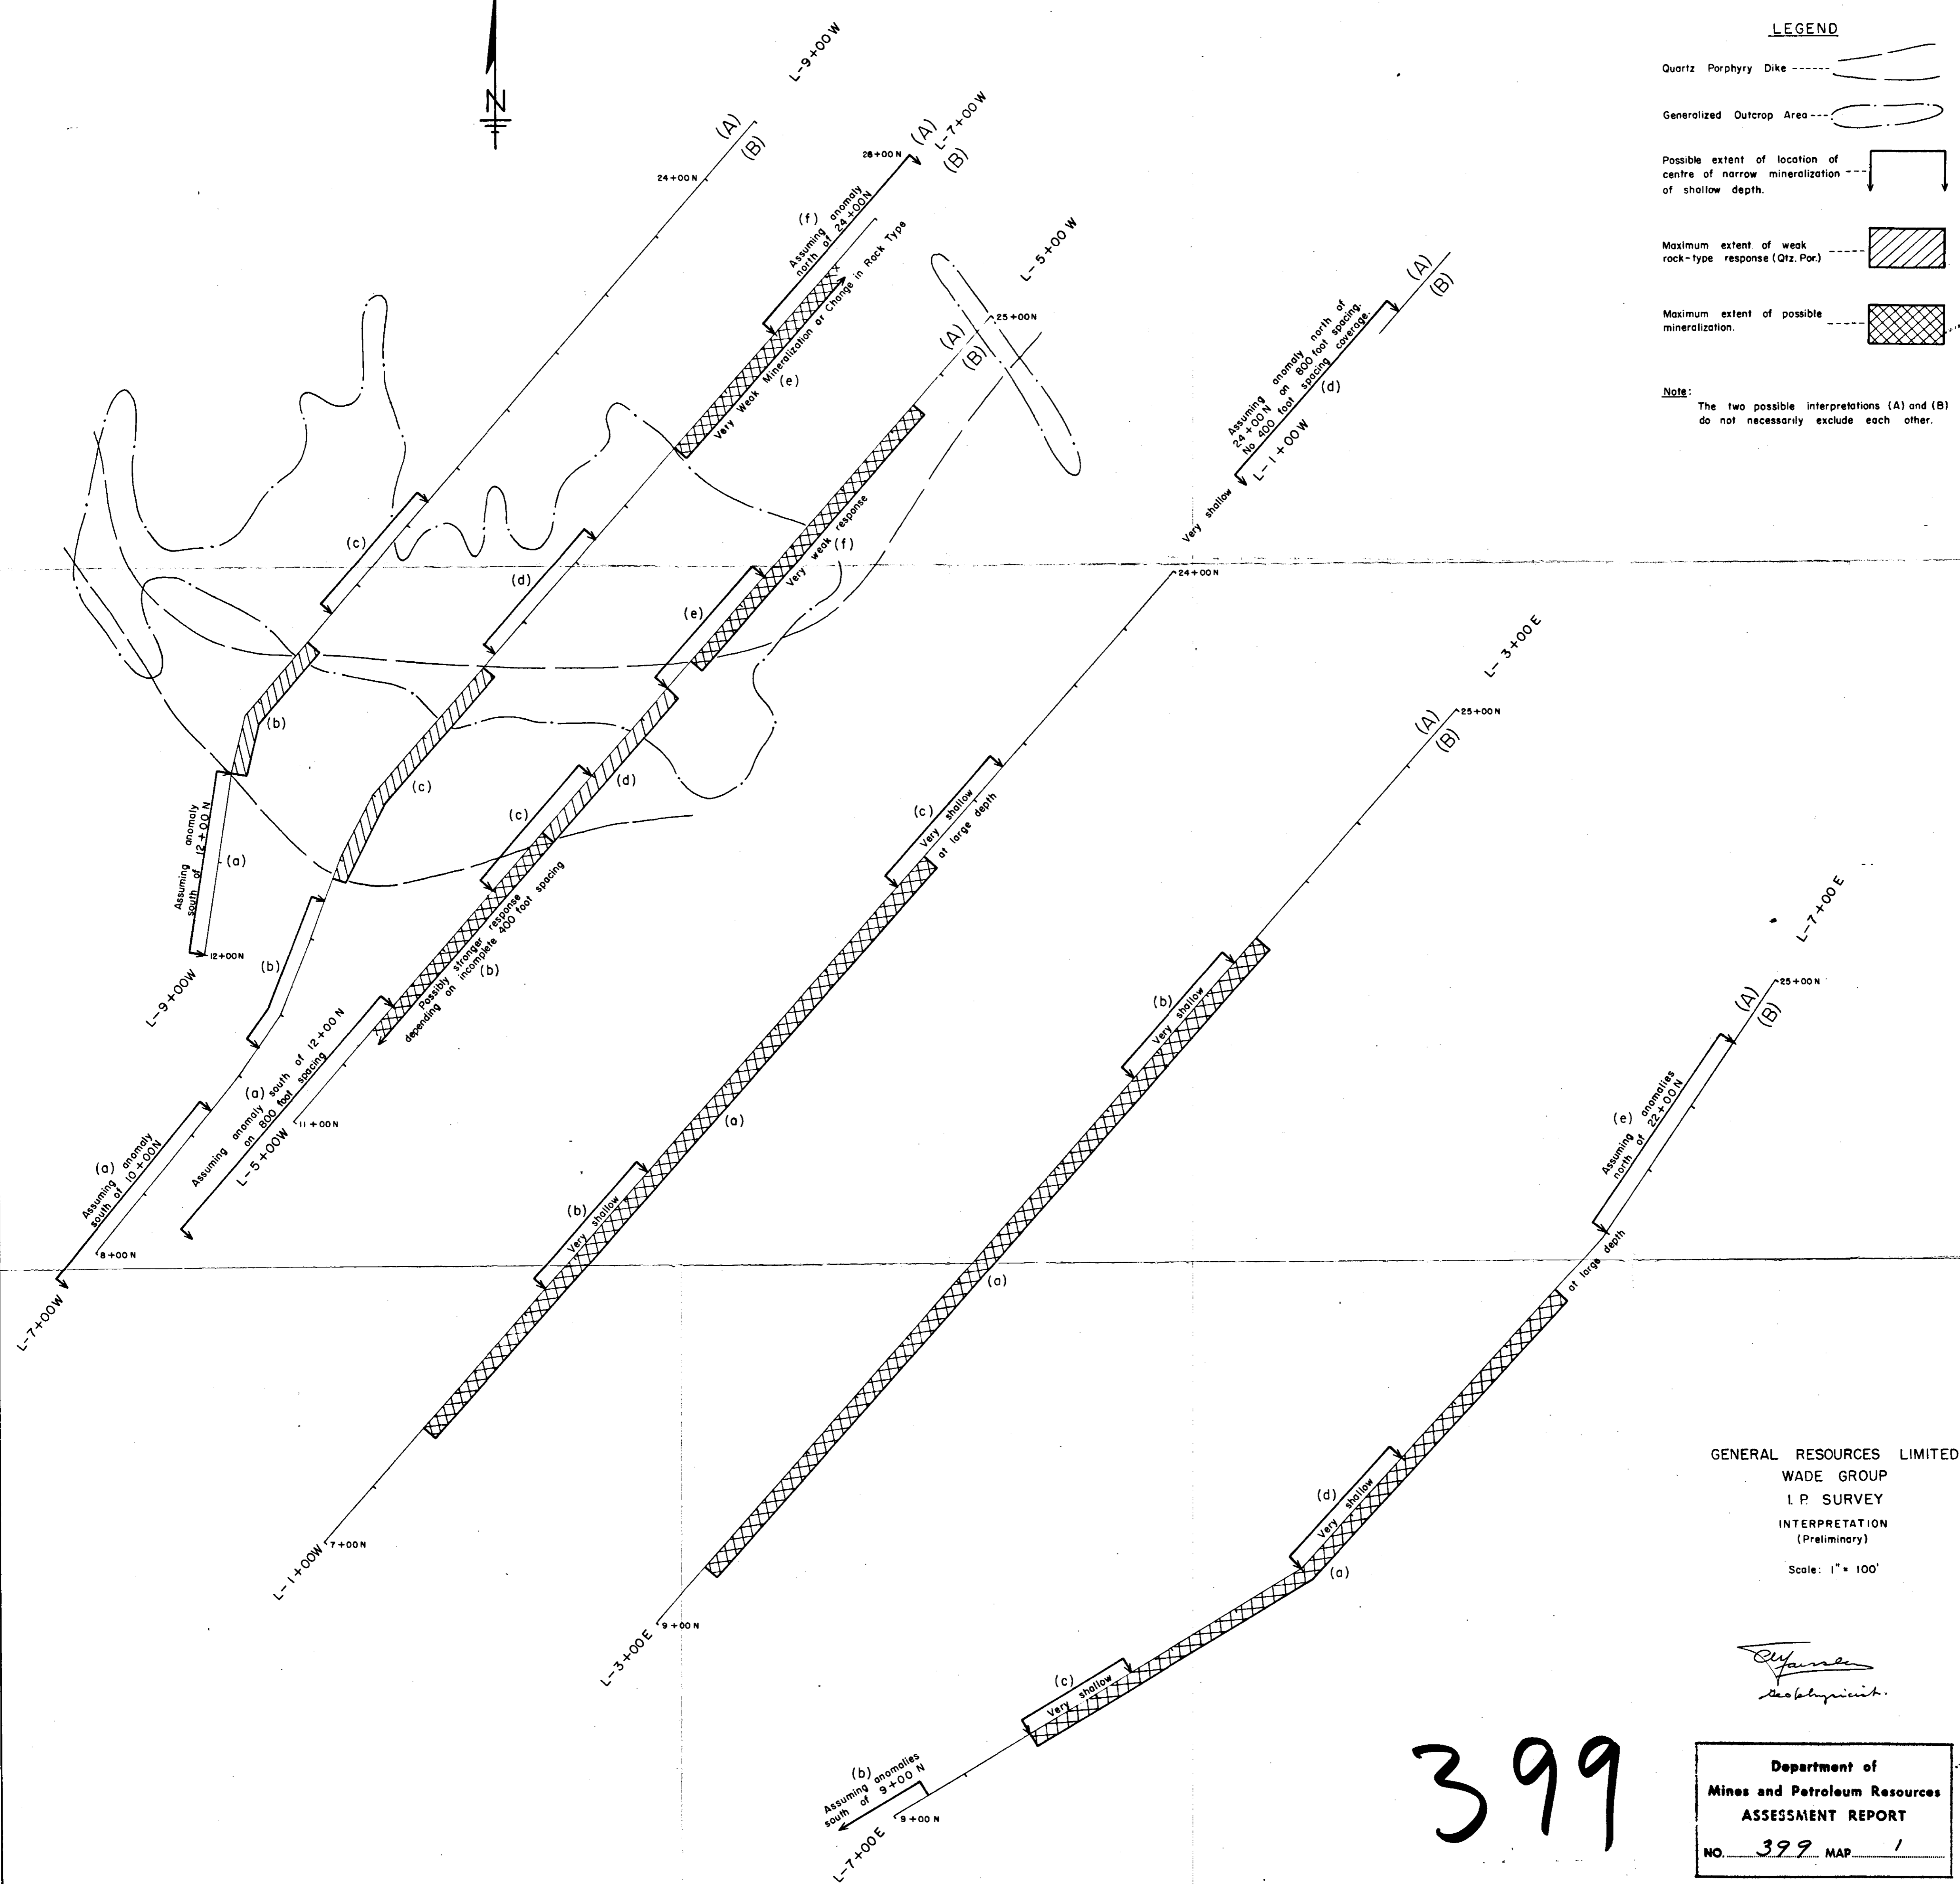 N
L-9+00W
(A)
(B)
24+00N
(c)
(b)
Assuming anomaly
south of 12+00N
(a)
12+00N
L-9+00W
L-7+00W
(A)
(B)
28+00N
(f)
Assuming anomaly
north of 24+00N
Very Weak Mineralization or Change in Rock Type
(e)
(d)
(c)
(b)
(a)
Assuming anomaly
south of 10+00N
8+00N
L-7+00W
L-5+00W
(A)
(B)
25+00N
Very weak response
(f)
(e)
(d)
(c)
Possibly stronger response
depending on incomplete 400 foot spacing
(b)
(a)
Assuming anomaly south of 12+00N
on 800 foot spacing
11+00N
L-5+00W
(A)
(B)
Assuming anomaly north of
24+00N on 800 foot spacing.
No 400 foot spacing coverage.
(d)
L-1+00W
Very shallow
24+00N
(c)
Very shallow
at large depth
(a)
(b)
Very shallow
7+00N
L-1+00W
L-3+00E
(A)
(B)
25+00N
(b)
Very shallow
(a)
9+00N
L-3+00E
L-7+00E
(A)
(B)
25+00N
(e)
Assuming anomalies
north of 22+00N
at large depth
(d)
Very shallow
(a)
(c)
Very shallow
(b)
Assuming anomalies
south of 9+00N
9+00N
L-7+00E
LEGEND
Quartz Porphyry Dike
Generalized Outcrop Area
Possible extent of location of
centre of narrow mineralization
of shallow depth.
Maximum extent of weak
rock-type response (Qtz. Por.)
Maximum extent of possible
mineralization.
Note:
The two possible interpretations (A) and (B)
do not necessarily exclude each other.
GENERAL RESOURCES LIMITED
WADE GROUP
I. P. SURVEY
INTERPRETATION
(Preliminary)
Scale: 1" = 100'
Geophysicist.
399
Department of
Mines and Petroleum Resources
ASSESSMENT REPORT
NO. 399 MAP 1